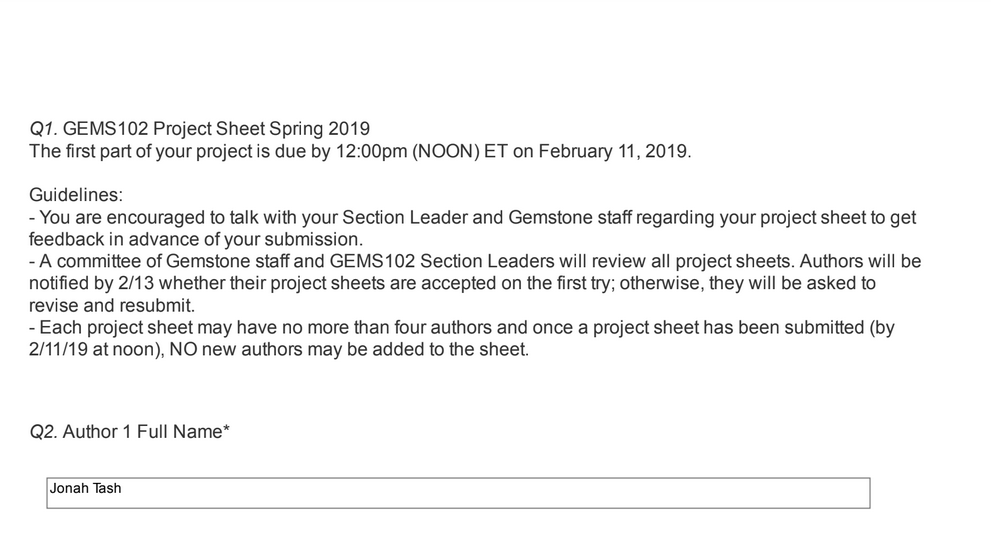 Q1. GEMS102 Project Sheet Spring 2019
The first part of your project is due by 12:00pm (NOON) ET on February 11, 2019.
Guidelines:
- You are encouraged to talk with your Section Leader and Gemstone staff regarding your project sheet to get
feedback in advance of your submission.
- A committee of Gemstone staff and GEMS102 Section Leaders will review all project sheets. Authors will be
notified by 2/13 whether their project sheets are accepted on the first try; otherwise, they will be asked to
revise and resubmit.
- Each project sheet may have no more than four authors and once a project sheet has been submitted (by
2/11/19 at noon), NO new authors may be added to the sheet.
Q2. Author 1 Full Name*
Jonah Tash